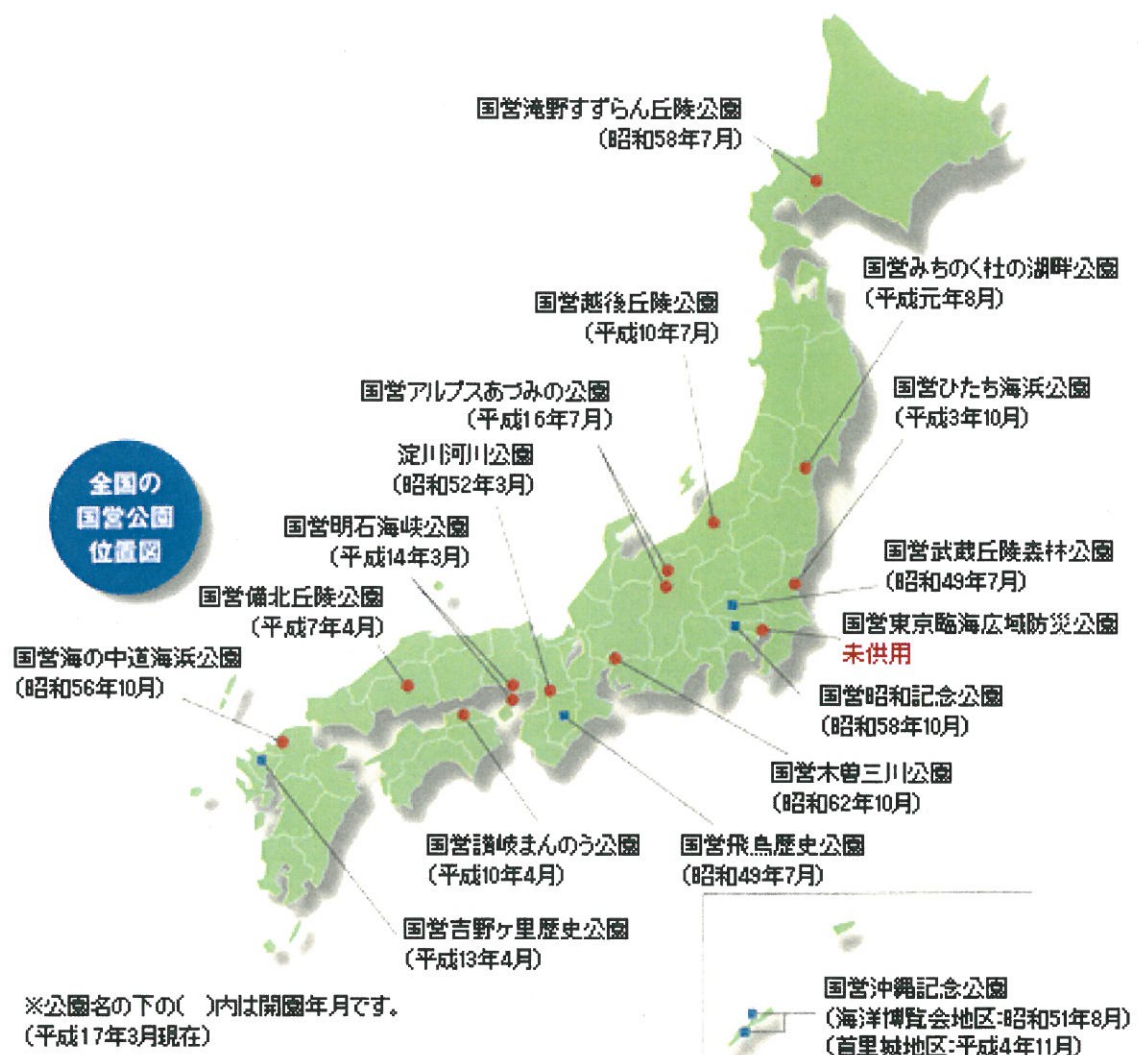 国営滝野すずらん丘陵公園
(昭和58年7月)
国営みちのく杜の湖畔公園
(平成元年8月)
国営越後丘陵公園
(平成10年7月)
国営アルプスあづみの公園
(平成16年7月)
国営ひたち海浜公園
(平成3年10月)
淀川河川公園
(昭和52年3月)
全国の
国営公園
位置図
国営明石海峡公園
(平成14年3月)
国営武蔵丘陵森林公園
(昭和49年7月)
国営備北丘陵公園
(平成7年4月)
国営東京臨海広域防災公園
未供用
国営海の中道海浜公園
(昭和56年10月)
国営昭和記念公園
(昭和58年10月)
国営木曽三川公園
(昭和62年10月)
国営讃岐まんのう公園
(平成10年4月)
国営飛鳥歴史公園
(昭和49年7月)
国営吉野ヶ里歴史公園
(平成13年4月)
※公園名の下の( )内は開園年月です。
(平成17年3月現在)
国営沖縄記念公園
(海洋博覧会地区:昭和51年8月)
(首里城地区:平成4年11月)